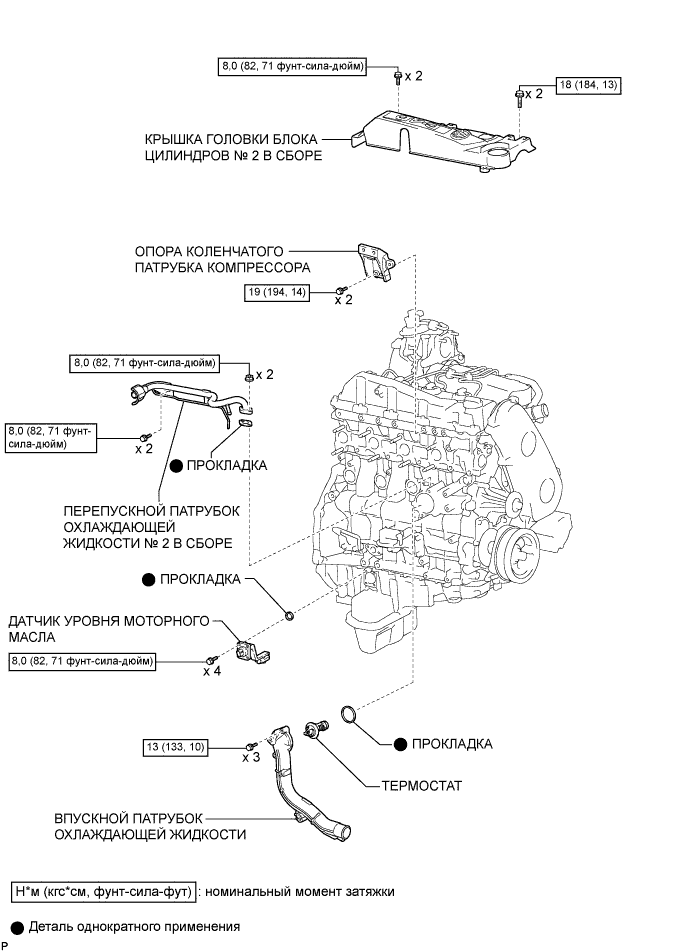 8,0 (82, 71 фунт-сила-дюйм)
x 2
18 (184, 13)
x 2
КРЫШКА ГОЛОВКИ БЛОКА
ЦИЛИНДРОВ № 2 В СБОРЕ
ОПОРА КОЛЕНЧАТОГО
ПАТРУБКА КОМПРЕССОРА
19 (194, 14)
x 2
8,0 (82, 71 фунт-сила-дюйм)
x 2
8,0 (82, 71 фунт-
сила-дюйм)
x 2
ПРОКЛАДКА
ПЕРЕПУСКНОЙ ПАТРУБОК
ОХЛАЖДАЮЩЕЙ
ЖИДКОСТИ № 2 В СБОРЕ
ПРОКЛАДКА
ДАТЧИК УРОВНЯ МОТОРНОГО
МАСЛА
8,0 (82, 71 фунт-сила-дюйм)
x 4
13 (133, 10)
x 3
ПРОКЛАДКА
ТЕРМОСТАТ
ВПУСКНОЙ ПАТРУБОК
ОХЛАЖДАЮЩЕЙ ЖИДКОСТИ
Н*м (кгс*см, фунт-сила-фут) : номинальный момент затяжки
Деталь однократного применения
P